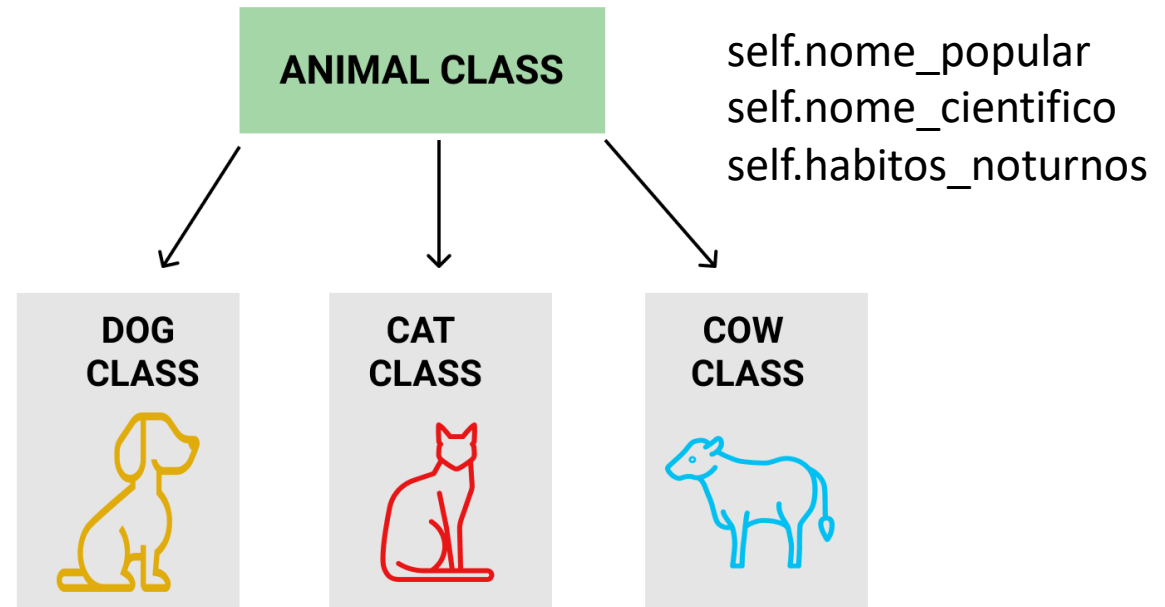 ANIMAL CLASS
self.nome_popular
self.nome_cientifico
self.habitos_noturnos
DOG
CLASS
CAT
CLASS
COW
CLASS